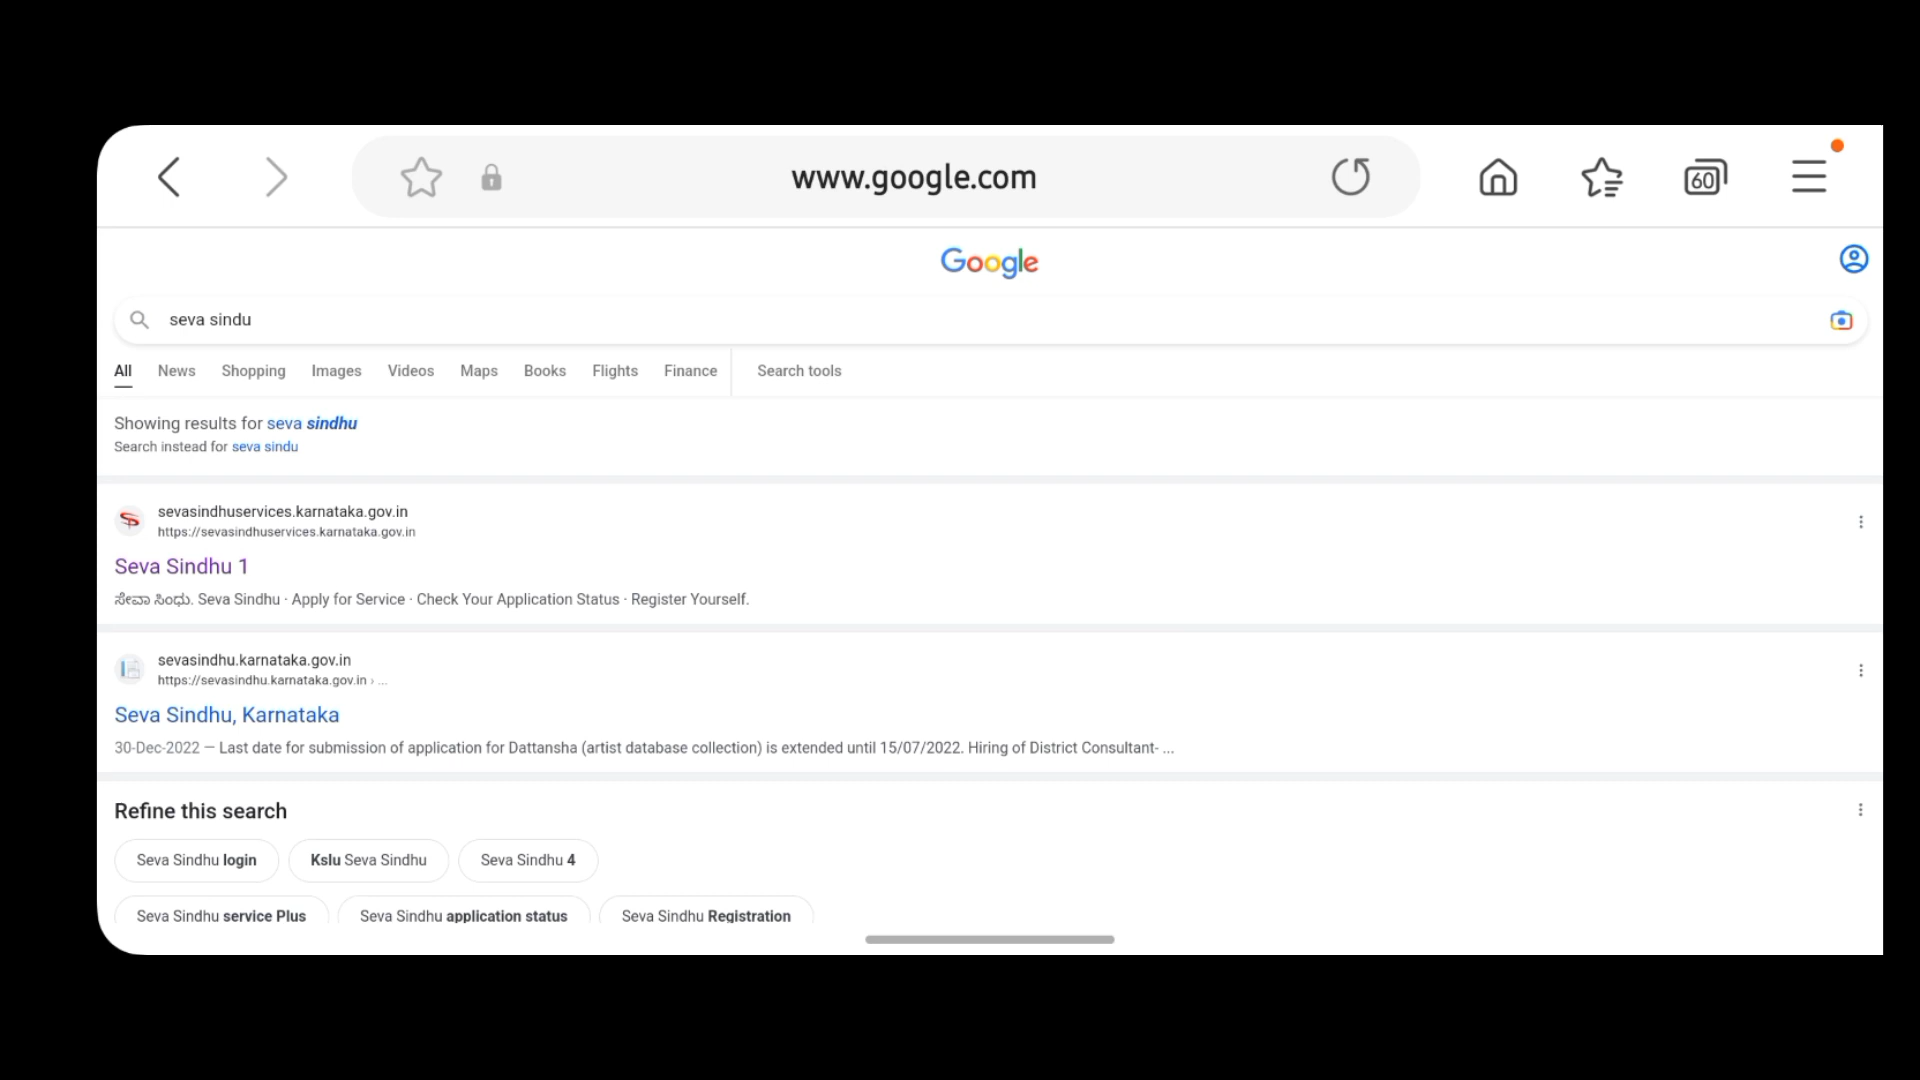 www.google.com
60
Google
seva sindu
All News Shopping Images Videos Maps Books Flights Finance Search tools
Showing results for seva sindhu
Search instead for seva sindu
sevasindhuservices.karnataka.gov.in
https://sevasindhuservices.karnataka.gov.in
Seva Sindhu 1
ಸೇವಾ ಸಿಂಧು. Seva Sindhu · Apply for Service · Check Your Application Status · Register Yourself.
sevasindhu.karnataka.gov.in
https://sevasindhu.karnataka.gov.in › ...
Seva Sindhu, Karnataka
30-Dec-2022 — Last date for submission of application for Dattansha (artist database collection) is extended until 15/07/2022. Hiring of District Consultant- ...
Refine this search
Seva Sindhu login Kslu Seva Sindhu Seva Sindhu 4
Seva Sindhu service Plus Seva Sindhu application status Seva Sindhu Registration